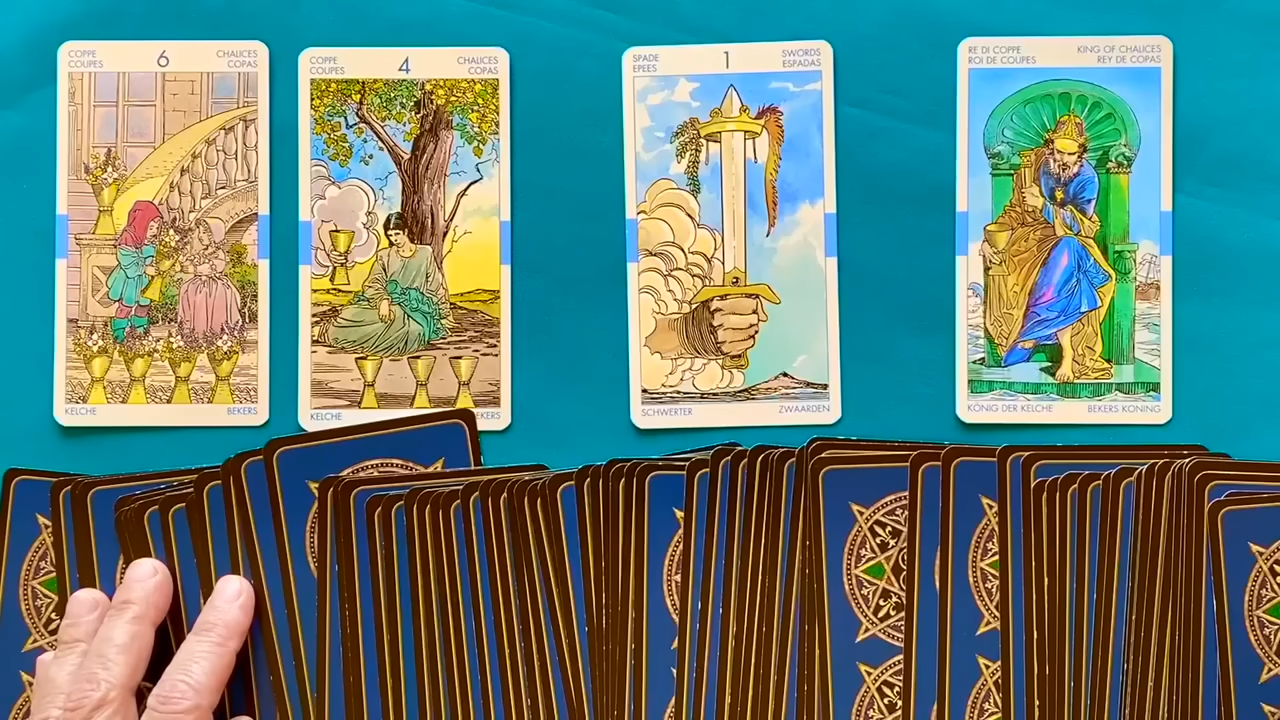 COPPE 6 CHALICES
COUPES COPAS
KELCHE BEKERS
COPPE 4 CHALICES
COUPES COPAS
KELCHE EKERS
SPADE 1 SWORDS
EPEES ESPADAS
SCHWERTER ZWAARDEN
RE DI COPPE KING OF CHALICES
ROI DE COUPES REY DE COPAS
KÖNIG DER KELCHE BEKERS KONING